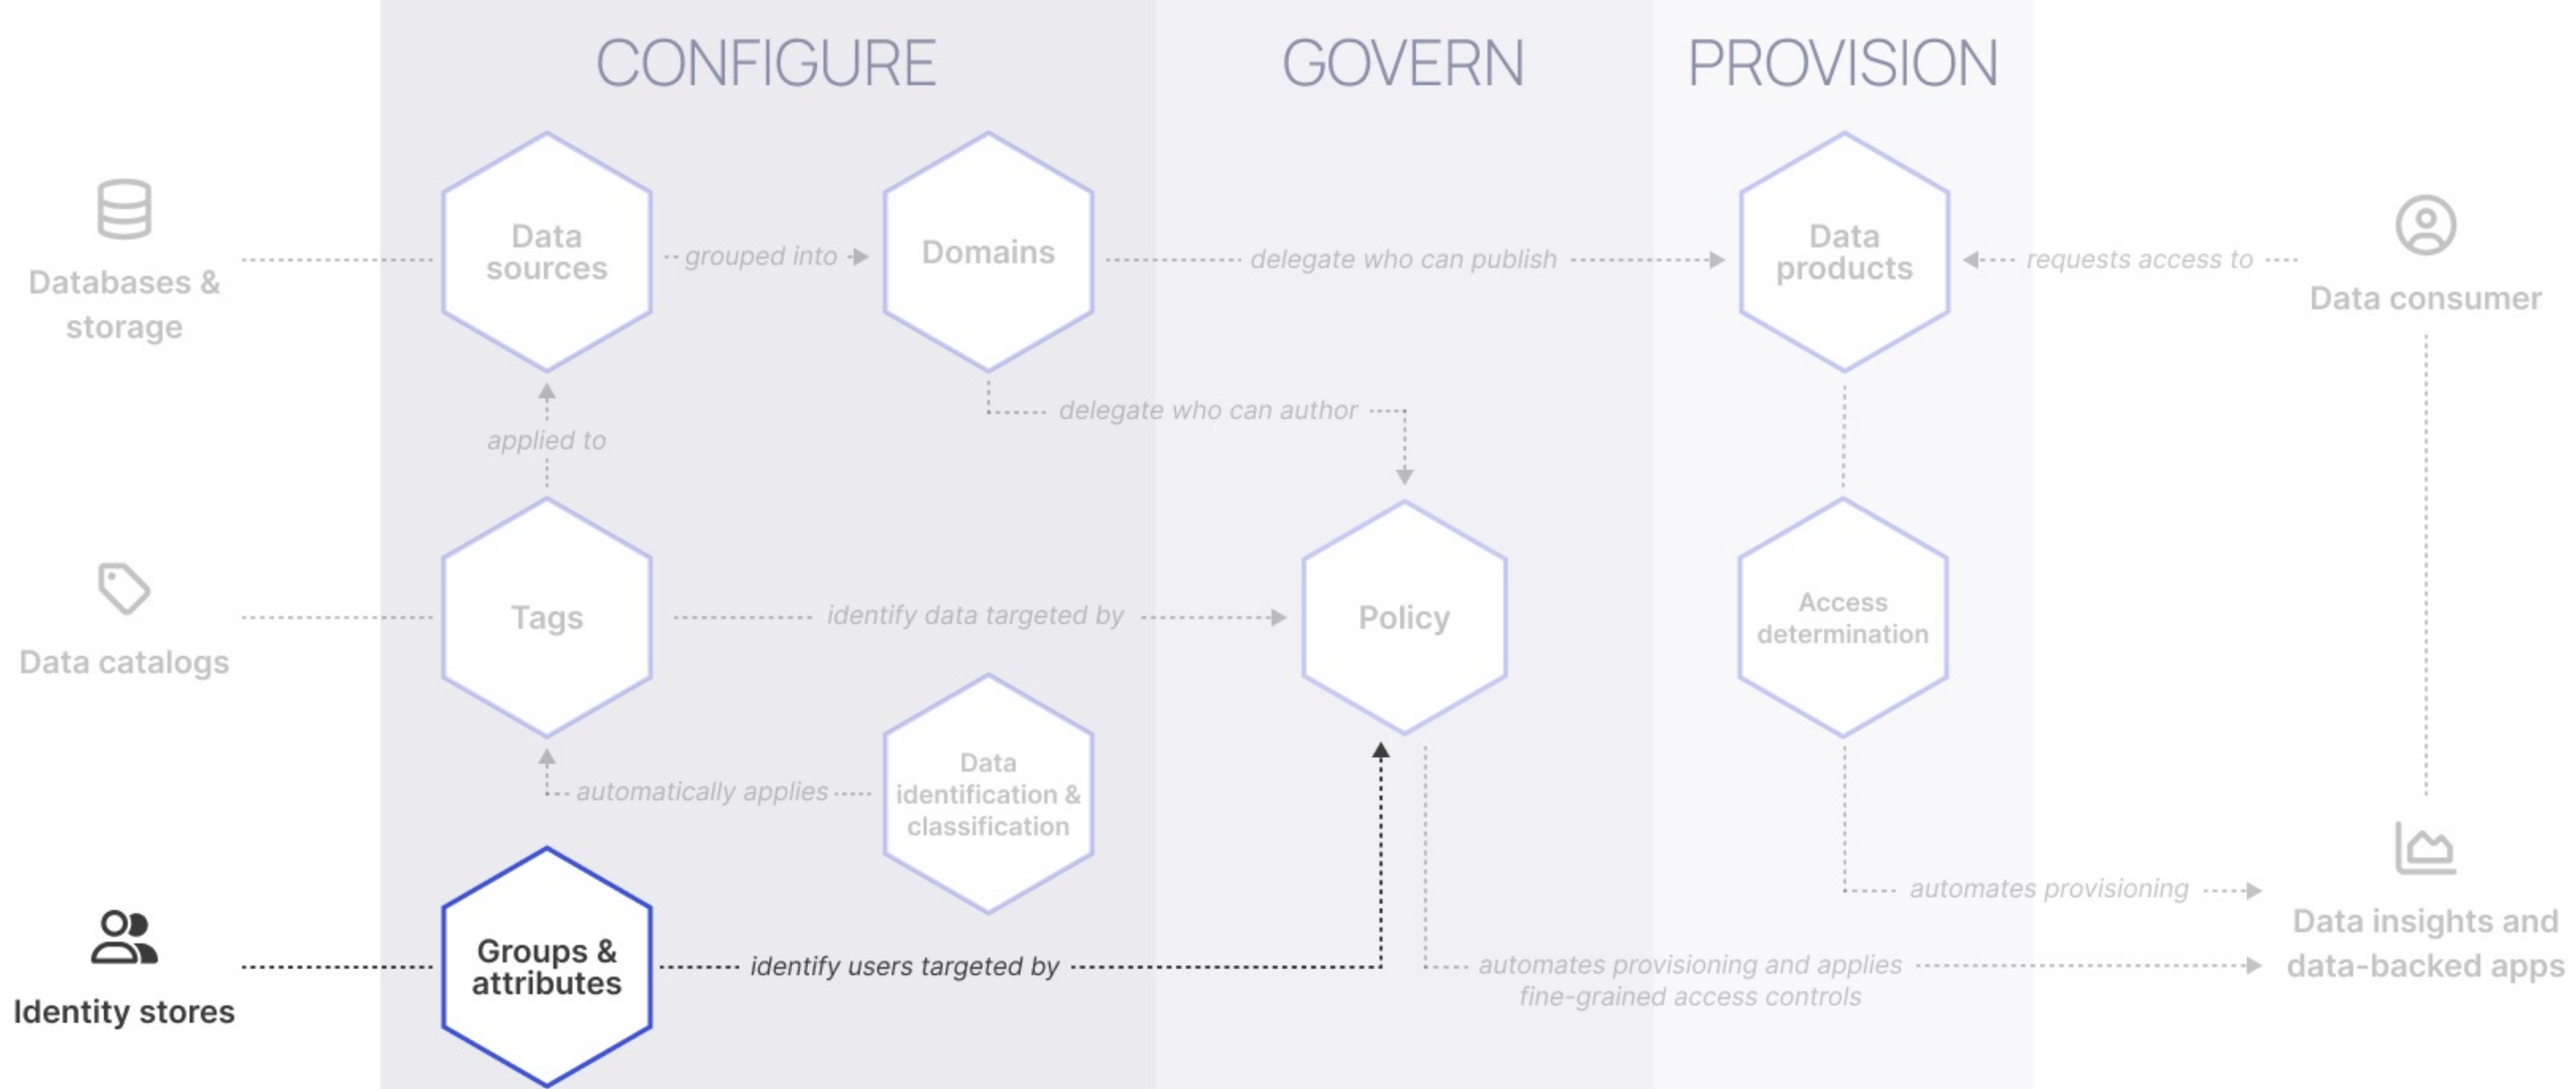 CONFIGURE
GOVERN
PROVISION
Databases &
storage
Data
sources
grouped into
Domains
delegate who can publish
Data
products
requests access to
Data consumer
applied to
delegate who can author
Data catalogs
Tags
identify data targeted by
Policy
Access
determination
automatically applies
Data
identification &
classification
Identity stores
Groups &
attributes
identify users targeted by
automates provisioning
automates provisioning and applies
fine-grained access controls
Data insights and
data-backed apps